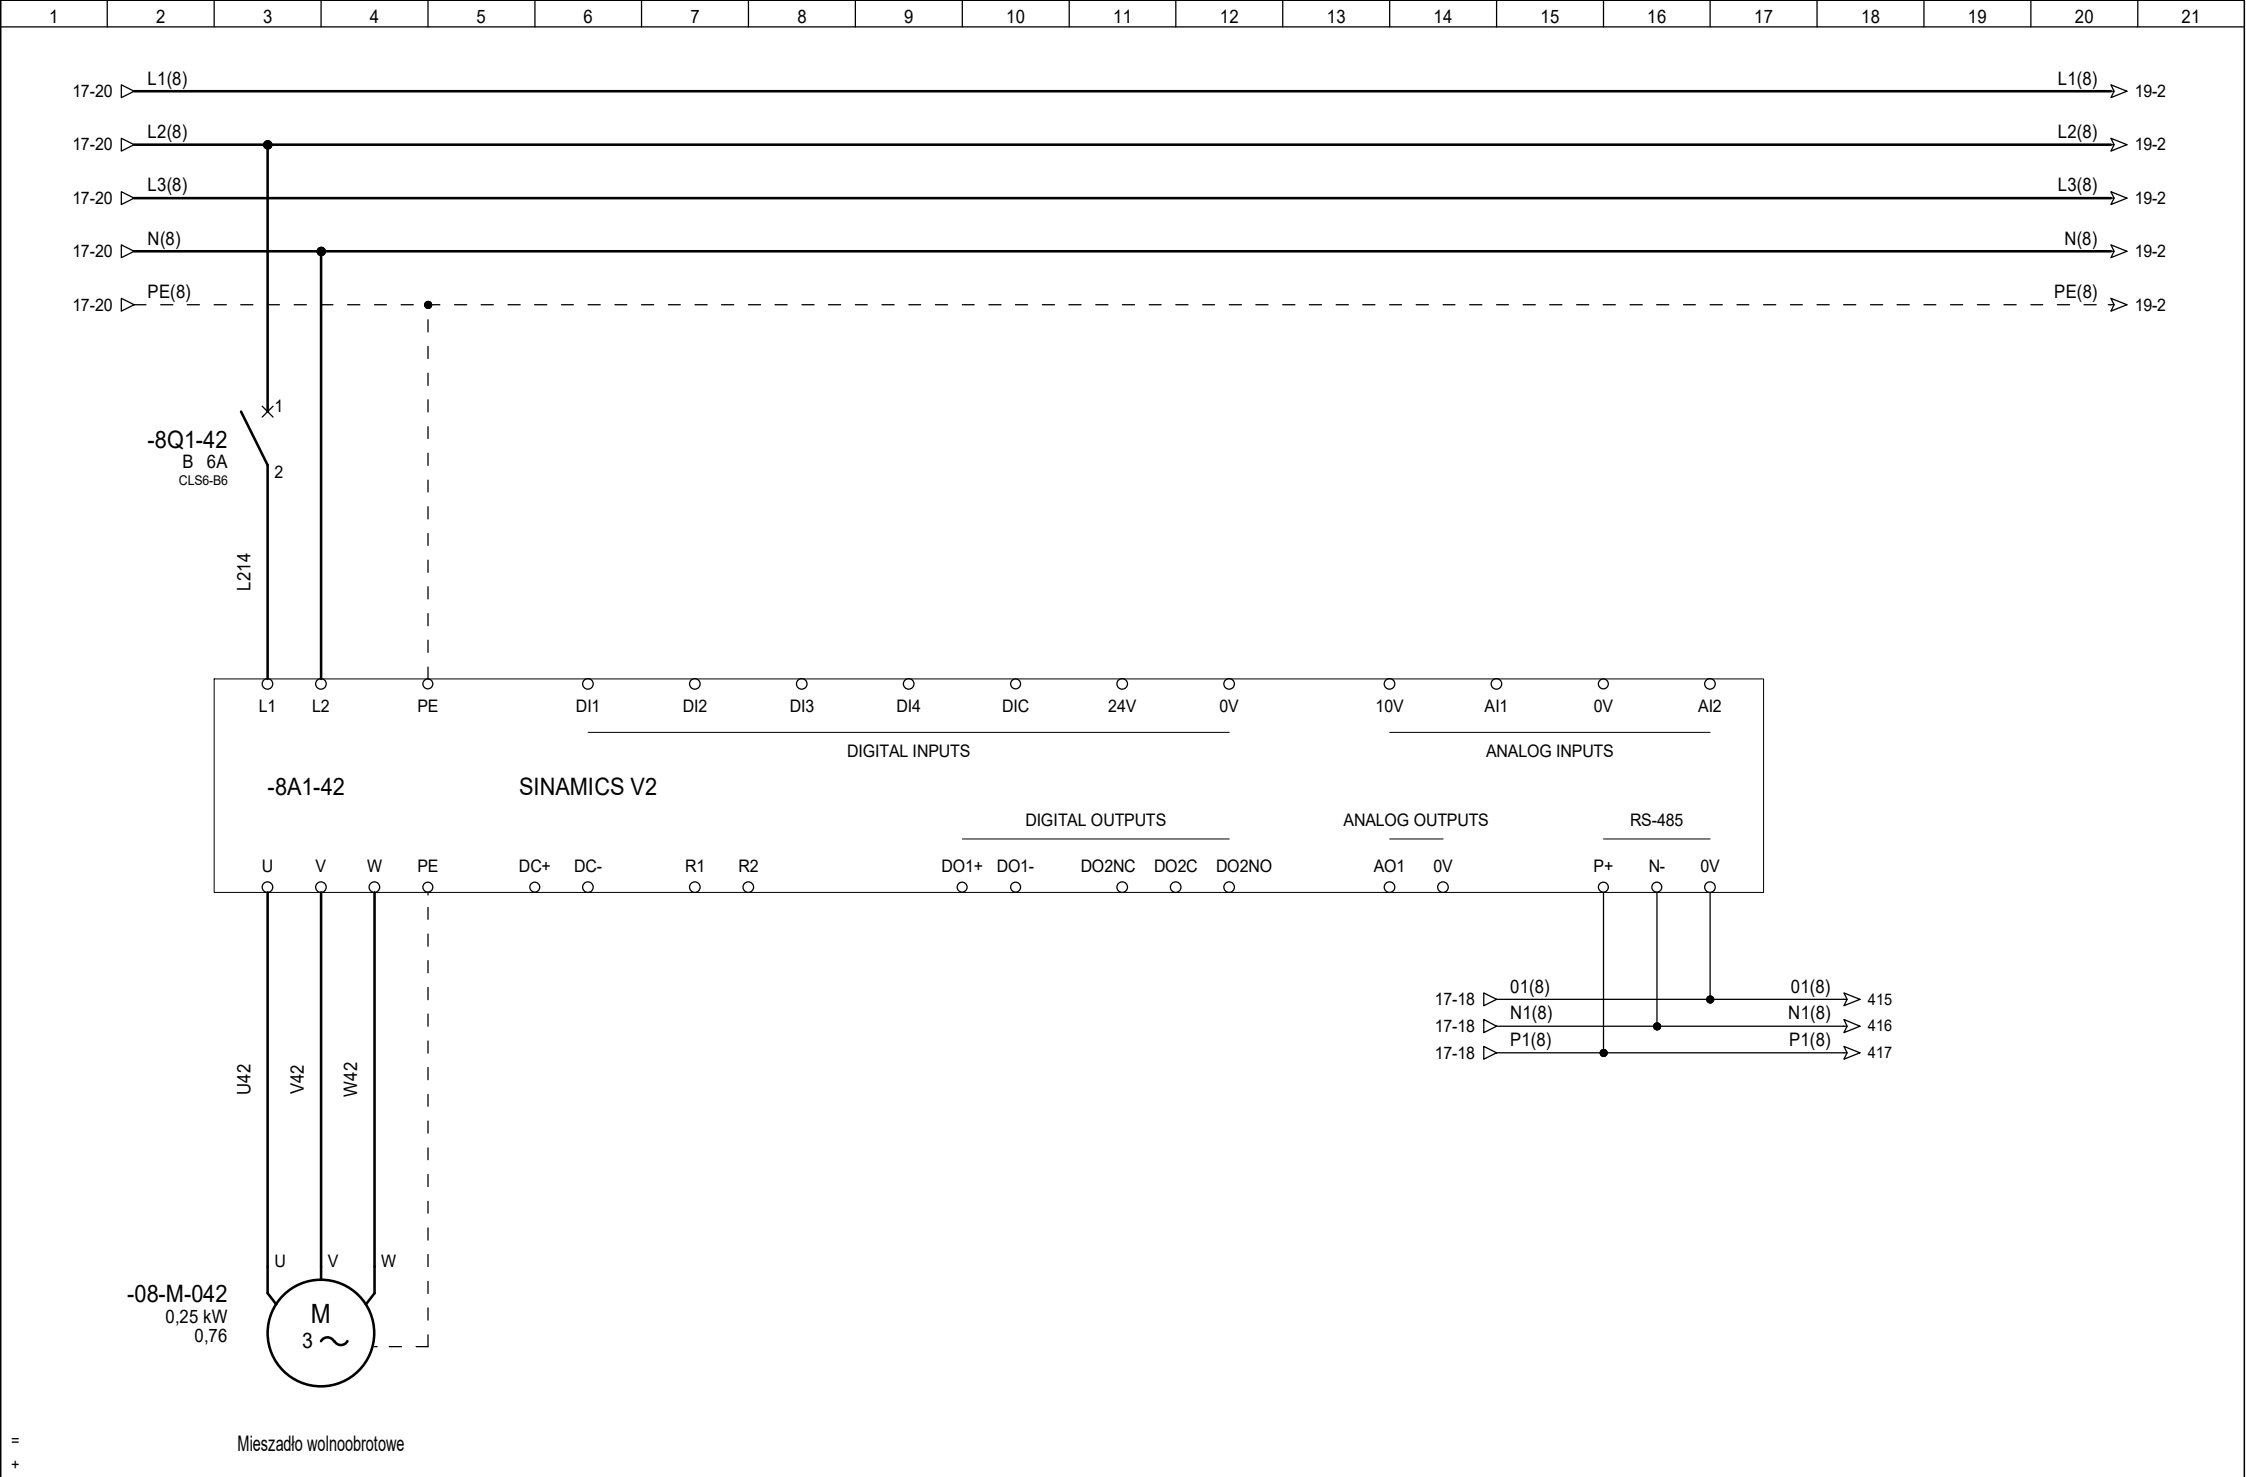 1 2 3 4 5 6 7 8 9 10 11 12 13 14 15 16 17 18 19 20 21
17-20 L1(8) L1(8) 19-2
17-20 L2(8) L2(8) 19-2
17-20 L3(8) L3(8) 19-2
17-20 N(8) N(8) 19-2
17-20 PE(8) PE(8) 19-2
1
-8Q1-42
B 6A
2
CLS6-B6
L214
L1 L2 PE DI1 DI2 DI3 DI4 DIC 24V 0V 10V AI1 0V AI2
DIGITAL INPUTS ANALOG INPUTS
-8A1-42 SINAMICS V2
DIGITAL OUTPUTS ANALOG OUTPUTS RS-485
U V W PE DC+ DC- R1 R2 DO1+ DO1- DO2NC DO2C DO2NO AO1 0V P+ N- 0V
17-18 01(8) 01(8) 415
17-18 N1(8) N1(8) 416
17-18 P1(8) P1(8) 417
U42 V42 W42
U V W
-08-M-042
0,25 kW
0,76
M
3
Mieszadło wolnoobrotowe
=
+